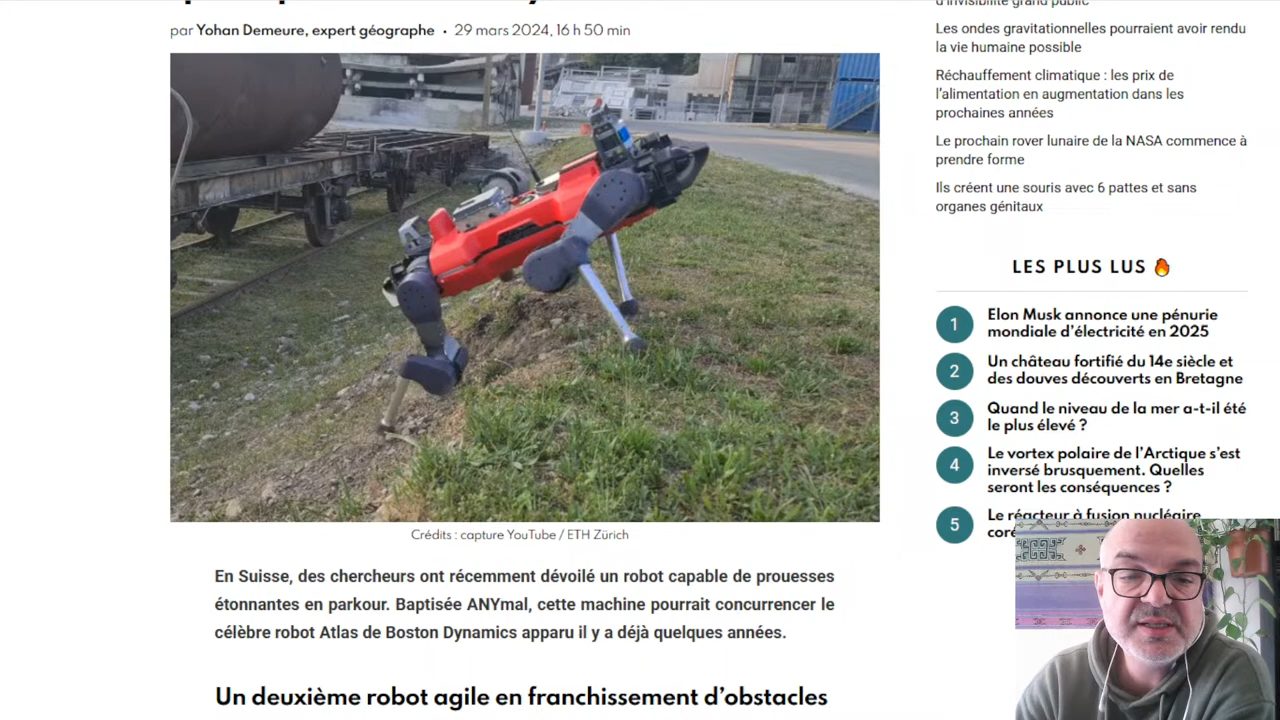 par Yohan Demeure, expert géographe • 29 mars 2024, 16 h 50 min
Crédits : capture YouTube / ETH Zürich
En Suisse, des chercheurs ont récemment dévoilé un robot capable de prouesses
étonnantes en parkour. Baptisée ANYmal, cette machine pourrait concurrencer le
célèbre robot Atlas de Boston Dynamics apparu il y a déjà quelques années.
Un deuxième robot agile en franchissement d'obstacles
d'invisibilité grand public
Les ondes gravitationnelles pourraient avoir rendu
la vie humaine possible
Réchauffement climatique : les prix de
l'alimentation en augmentation dans les
prochaines années
Le prochain rover lunaire de la NASA commence à
prendre forme
Ils créent une souris avec 6 pattes et sans
organes génitaux
LES PLUS LUS 🔥
1 Elon Musk annonce une pénurie
mondiale d'électricité en 2025
2 Un château fortifié du 14e siècle et
des douves découverts en Bretagne
3 Quand le niveau de la mer a-t-il été
le plus élevé ?
4 Le vortex polaire de l'Arctique s'est
inversé brusquement. Quelles
seront les conséquences ?
5 Le réacteur à fusion nucléaire